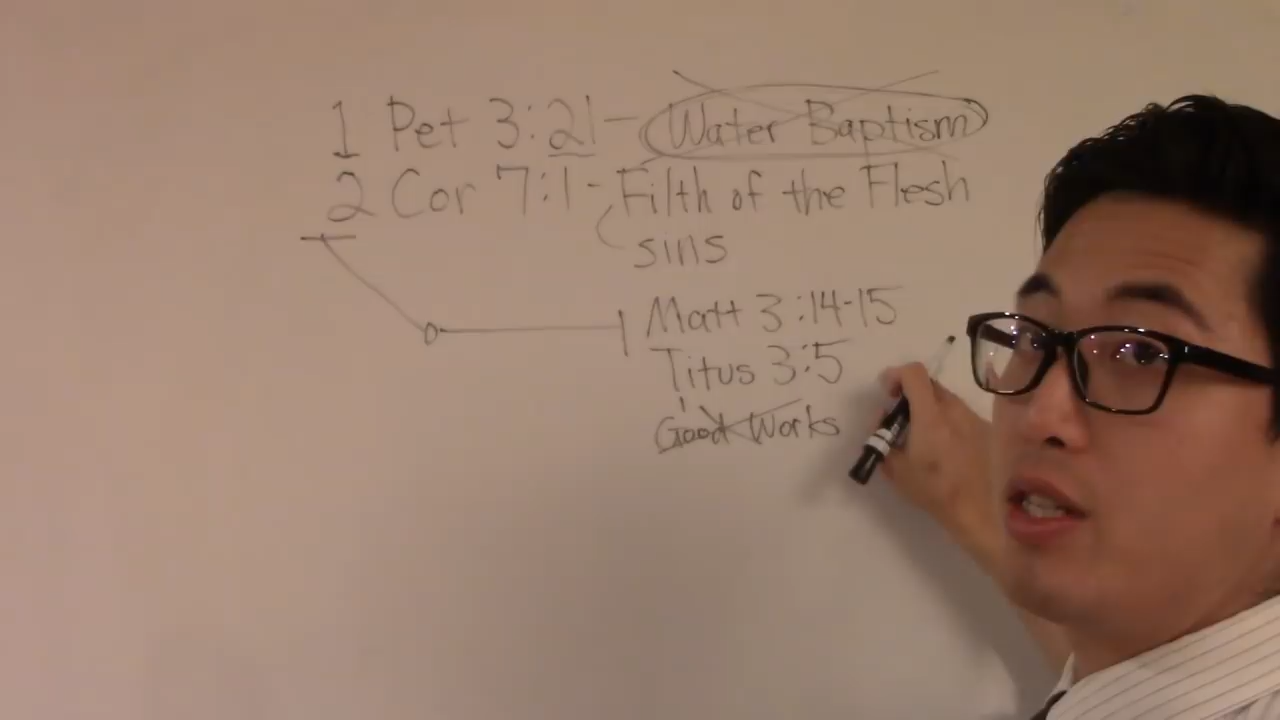 1 Pet 3:21 - Water Baptism
2 Cor 7:1 - Filth of the Flesh
sins
Matt 3:14-15
Titus 3:5
Good Works